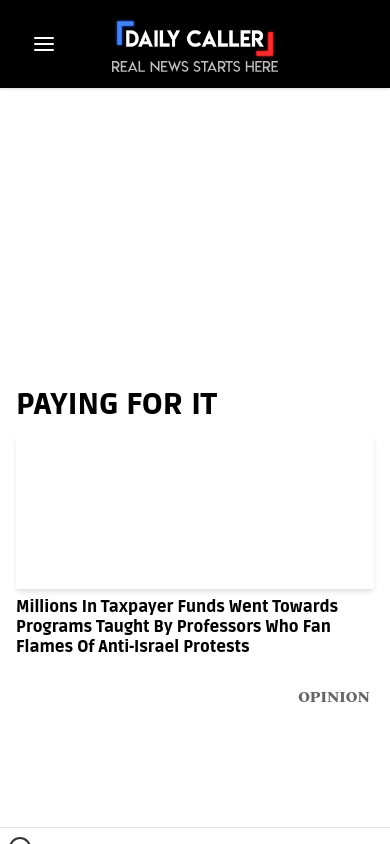 DAILY CALLER
REAL NEWS STARTS HERE
PAYING FOR IT
Millions In Taxpayer Funds Went Towards
Programs Taught By Professors Who Fan
Flames Of Anti-Israel Protests
OPINION